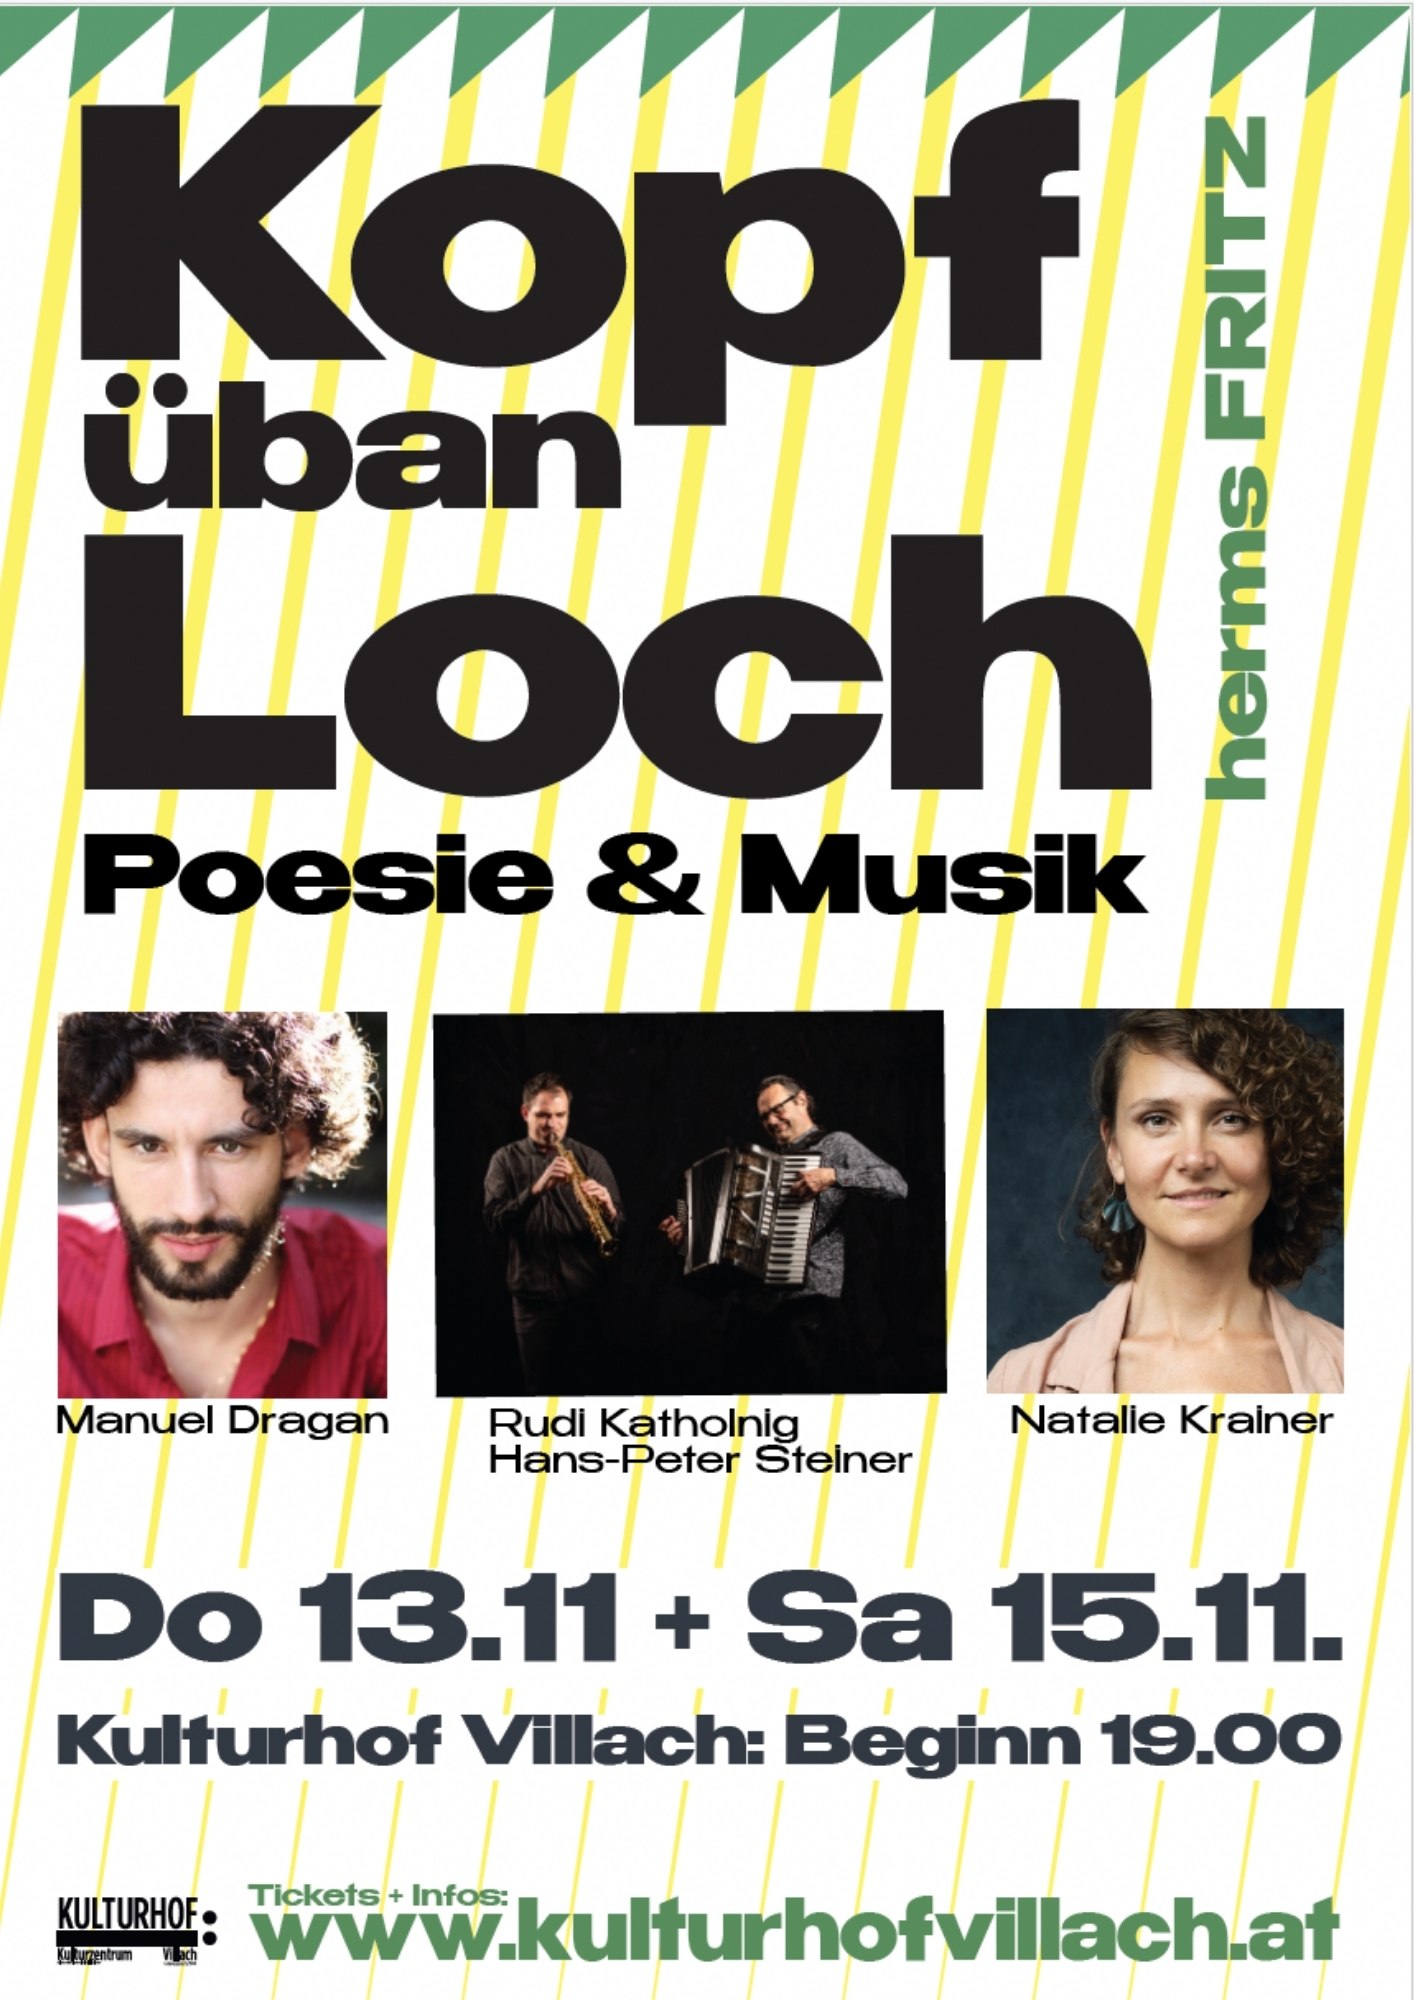 Kopf
üban
Loch
herms FRITZ
Poesie & Musik
Manuel Dragan
Rudi Katholnig
Hans-Peter Steiner
Natalie Krainer
Do 13.11 + Sa 15.11.
Kulturhof Villach: Beginn 19.00
KULTURHOF:
Kulturzentrum Villach
Tickets + Infos:
www.kulturhofvillach.at